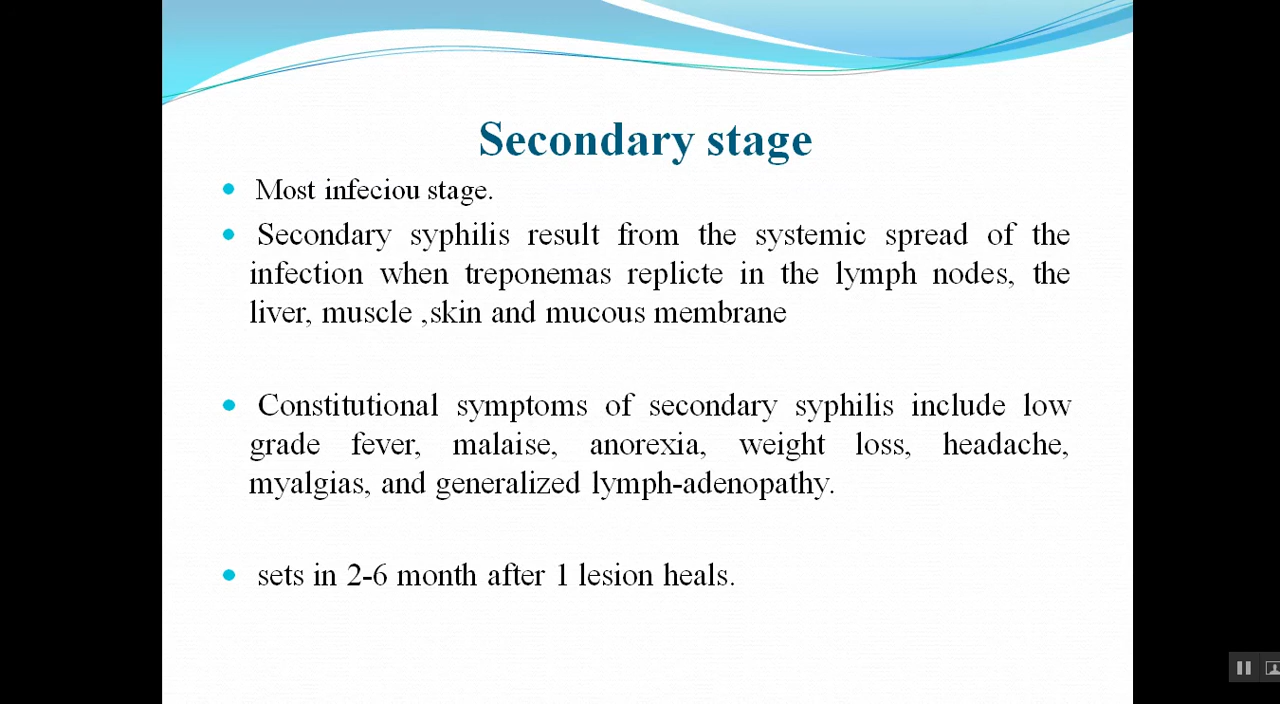 Secondary stage
Most infeciou stage.
Secondary syphilis result from the systemic spread of the
infection when treponemas replicte in the lymph nodes, the
liver, muscle ,skin and mucous membrane
Constitutional symptoms of secondary syphilis include low
grade fever, malaise, anorexia, weight loss, headache,
myalgias, and generalized lymph-adenopathy.
sets in 2-6 month after 1 lesion heals.